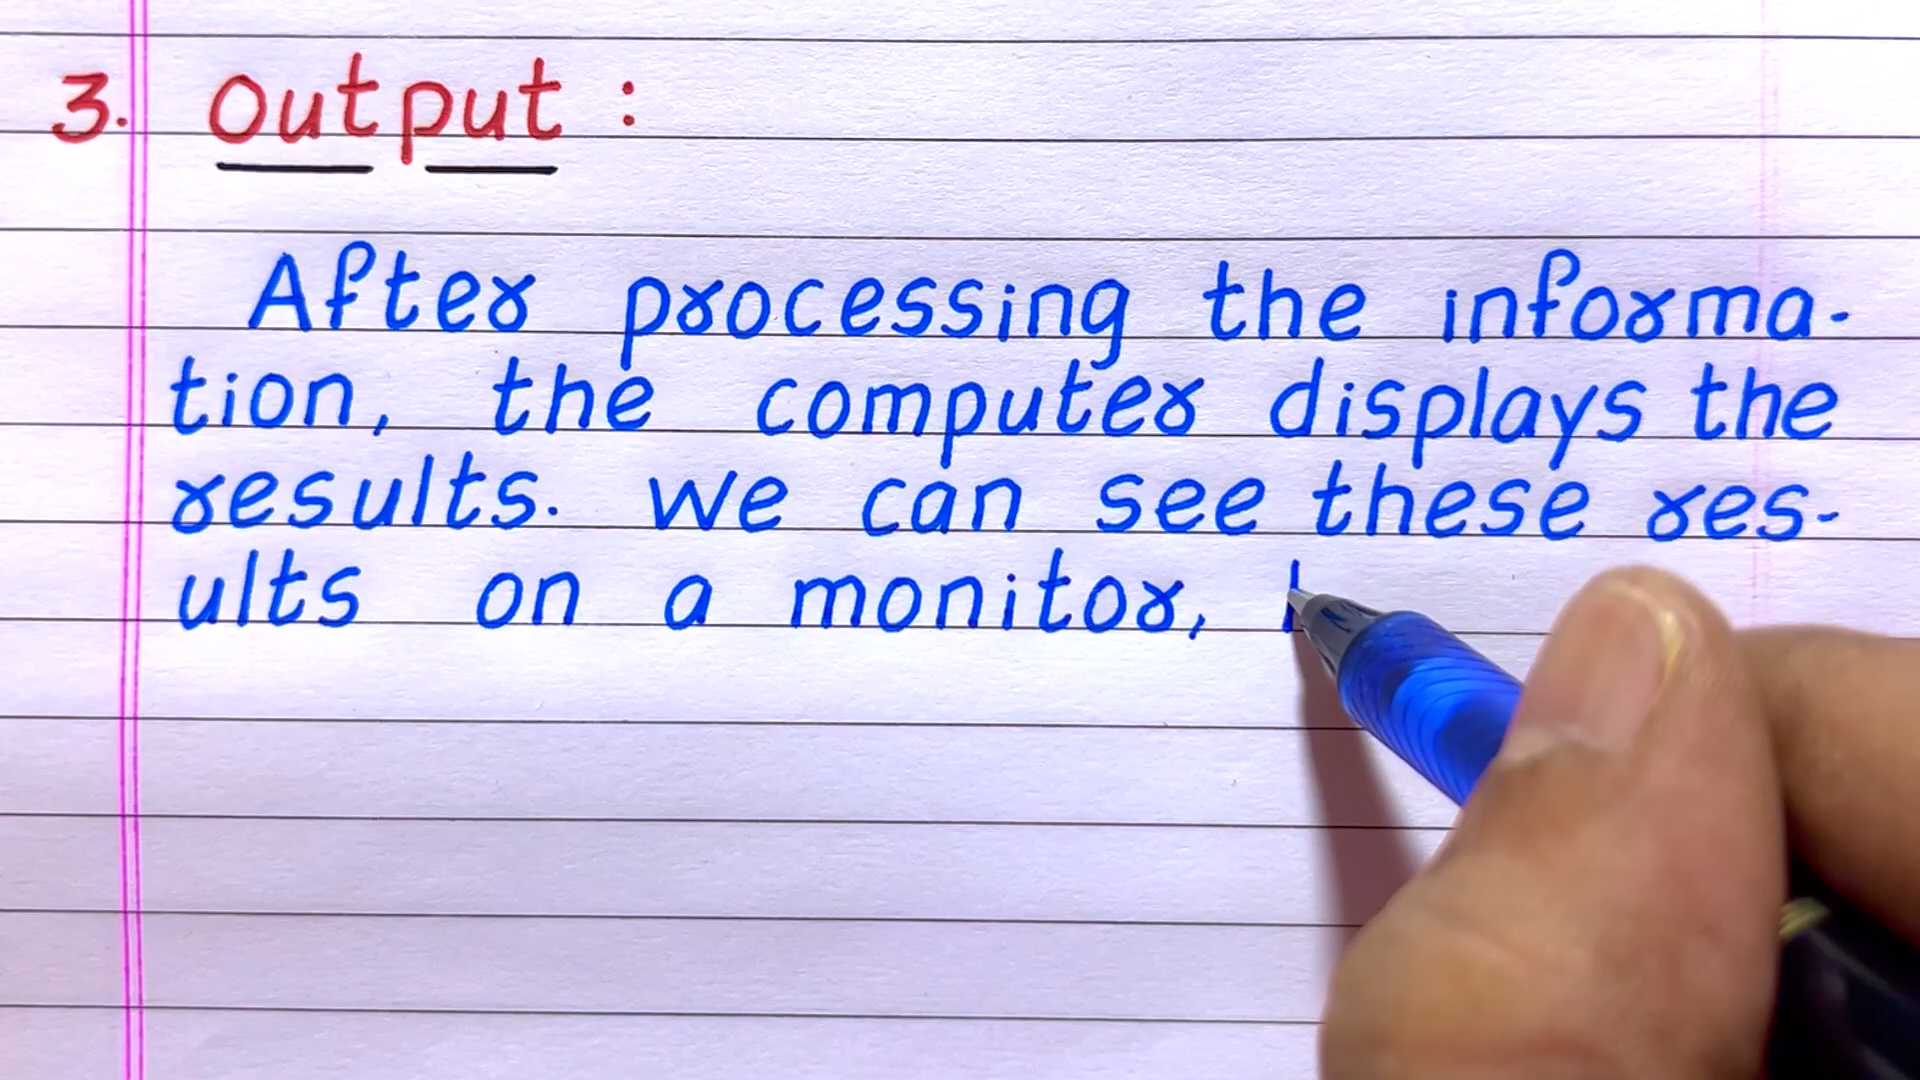 3. Output :
After processing the informa-
tion, the computer displays the
results. We can see these res-
ults on a monitor,